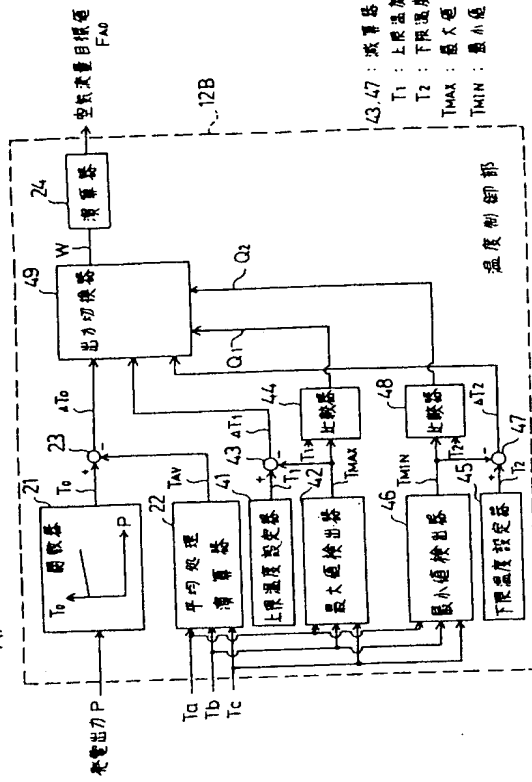 発電出力 P
Ta
Tb
Tc
21
関数器
T₀
P
T₀
+
23
-
ΔT₀
22
平均処理
演算器
TAV
41
上限温度設定器
T₁
+
43
-
ΔT₁
42
最大値検出器
TMAX
T₁
44
比較器
Q1
46
最小値検出器
TMIN
T₂
48
比較器
Q2
45
下限温度設定器
T₂
+
-
47
ΔT₂
49
出力切換器
W
24
演算器
空気流量目標値
FAO
12B
温度制御部
43,47 : 減算器
T₁ : 上限温度
T₂ : 下限温度
TMAX : 最大値
TMIN : 最小値